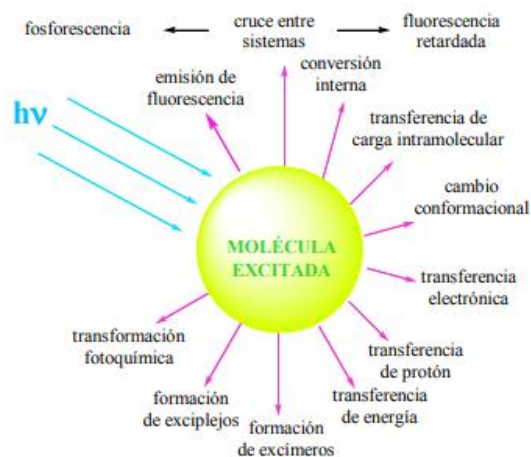 fosforescencia
cruce entre
sistemas
fluorescencia
retardada
emisión de
fluorescencia
conversión
interna
hν
transferencia de
carga intramolecular
cambio
conformacional
MOLÉCULA
EXCITADA
transferencia
electrónica
transformación
fotoquímica
transferencia
de protón
formación
de exciplejos
formación
de excímeros
transferencia
de energía